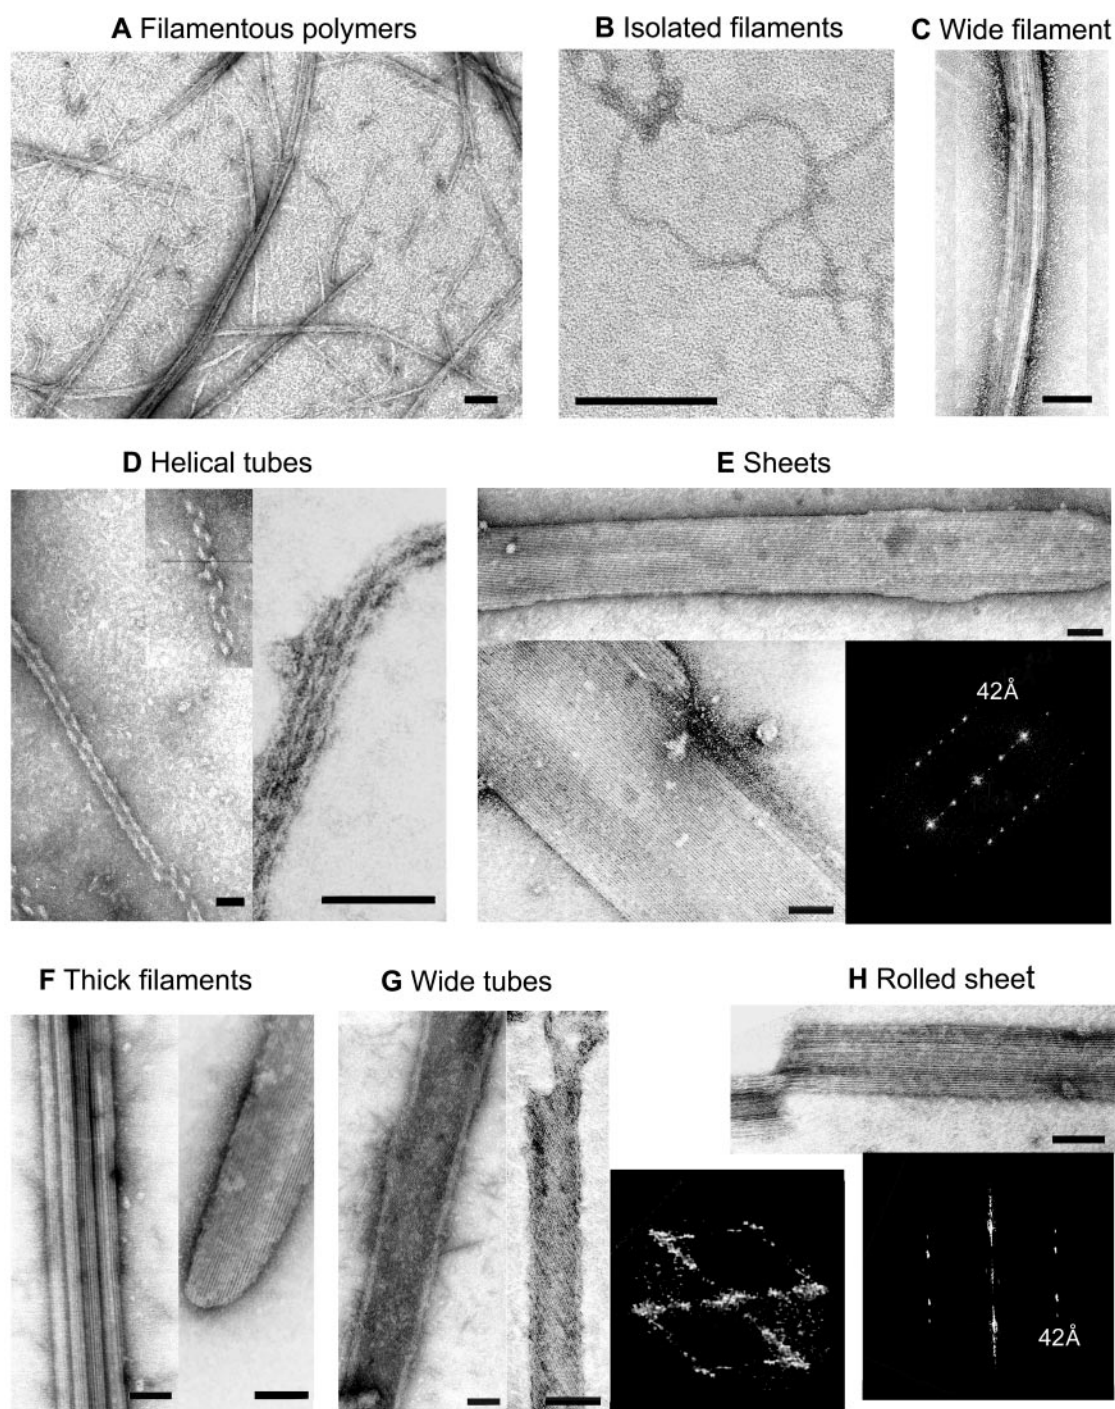 A Filamentous polymers
B Isolated filaments
C Wide filament
D Helical tubes
E Sheets
42Å
F Thick filaments
G Wide tubes
H Rolled sheet
42Å